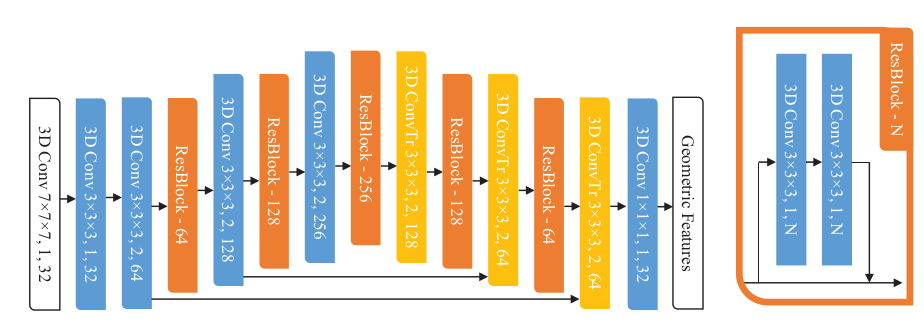 3D Conv 7×7×7, 1, 32
3D Conv 3×3×3, 1, 32
3D Conv 3×3×3, 2, 64
ResBlock - 64
3D Conv 3×3×3, 2, 128
ResBlock - 128
3D Conv 3×3×3, 2, 256
ResBlock - 256
3D ConvTr 3×3×3, 2, 128
ResBlock - 128
3D ConvTr 3×3×3, 2, 64
ResBlock - 64
3D ConvTr 3×3×3, 2, 64
3D Conv 1×1×1, 1, 32
Geometric Features
3D Conv 3×3×3, 1, N
3D Conv 3×3×3, 1, N
ResBlock - N